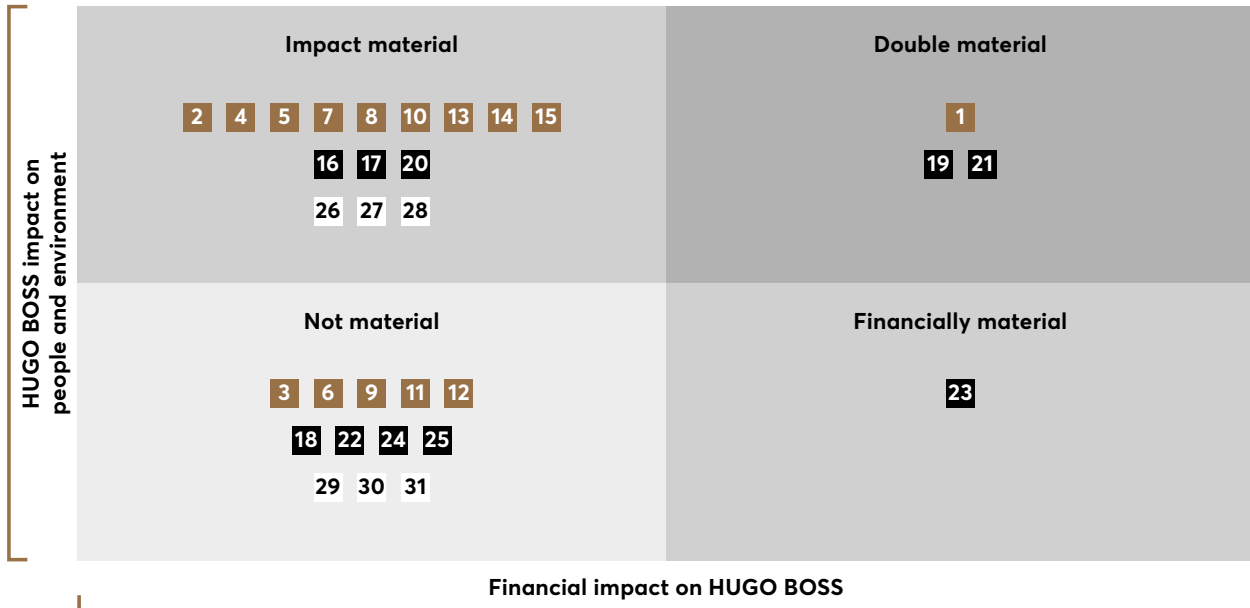 HUGO BOSS impact on
people and environment
Impact material
2 4 5 7 8 10 13 14 15
16 17 20
26 27 28
Double material
1
19 21
Not material
3 6 9 11 12
18 22 24 25
29 30 31
Financially material
23
Financial impact on HUGO BOSS